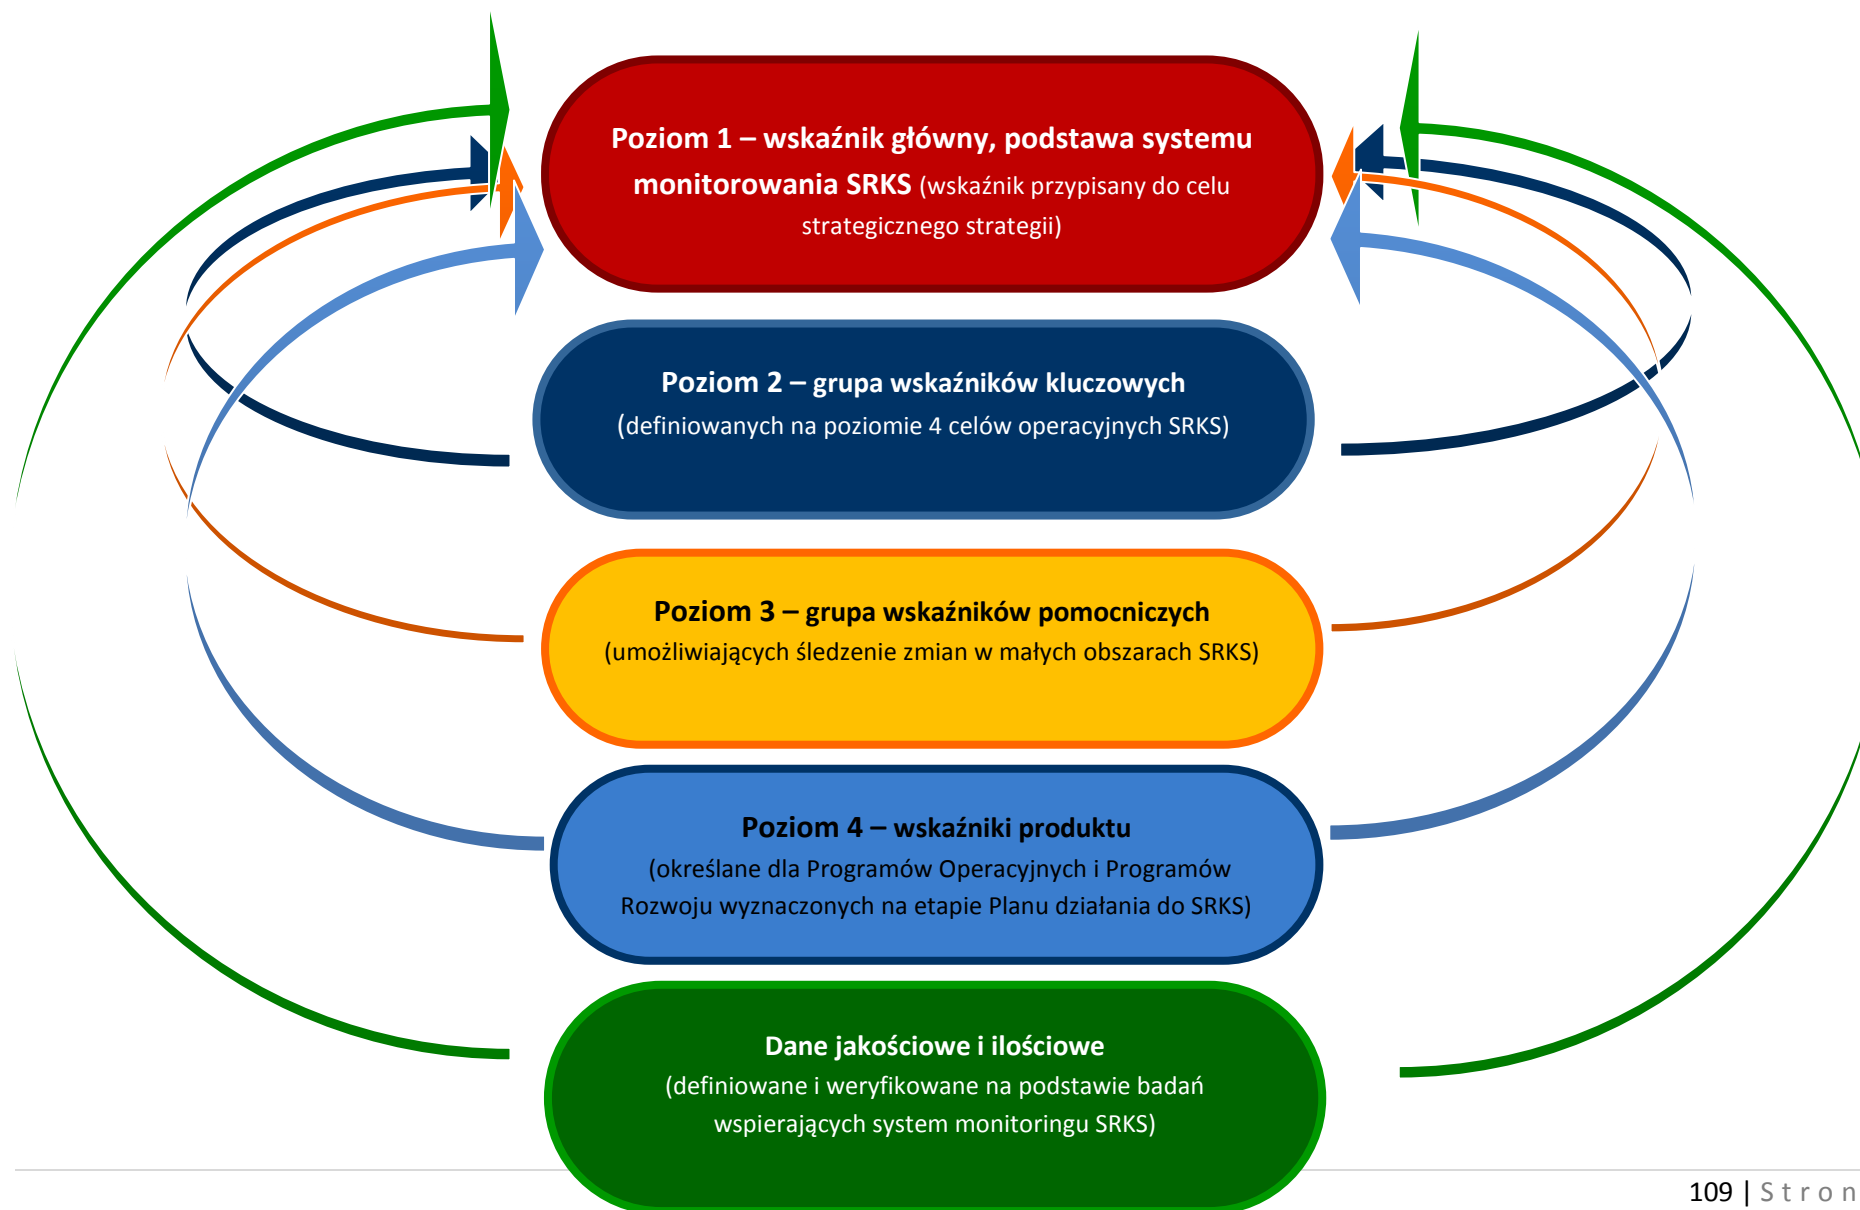 Poziom 1 – wskaźnik główny, podstawa systemu
monitorowania SRKS (wskaźnik przypisany do celu
strategicznego strategii)
Poziom 2 – grupa wskaźników kluczowych
(definiowanych na poziomie 4 celów operacyjnych SRKS)
Poziom 3 – grupa wskaźników pomocniczych
(umożliwiających śledzenie zmian w małych obszarach SRKS)
Poziom 4 – wskaźniki produktu
(określane dla Programów Operacyjnych i Programów
Rozwoju wyznaczonych na etapie Planu działania do SRKS)
Dane jakościowe i ilościowe
(definiowane i weryfikowane na podstawie badań
wspierających system monitoringu SRKS)
109 | S t r o n